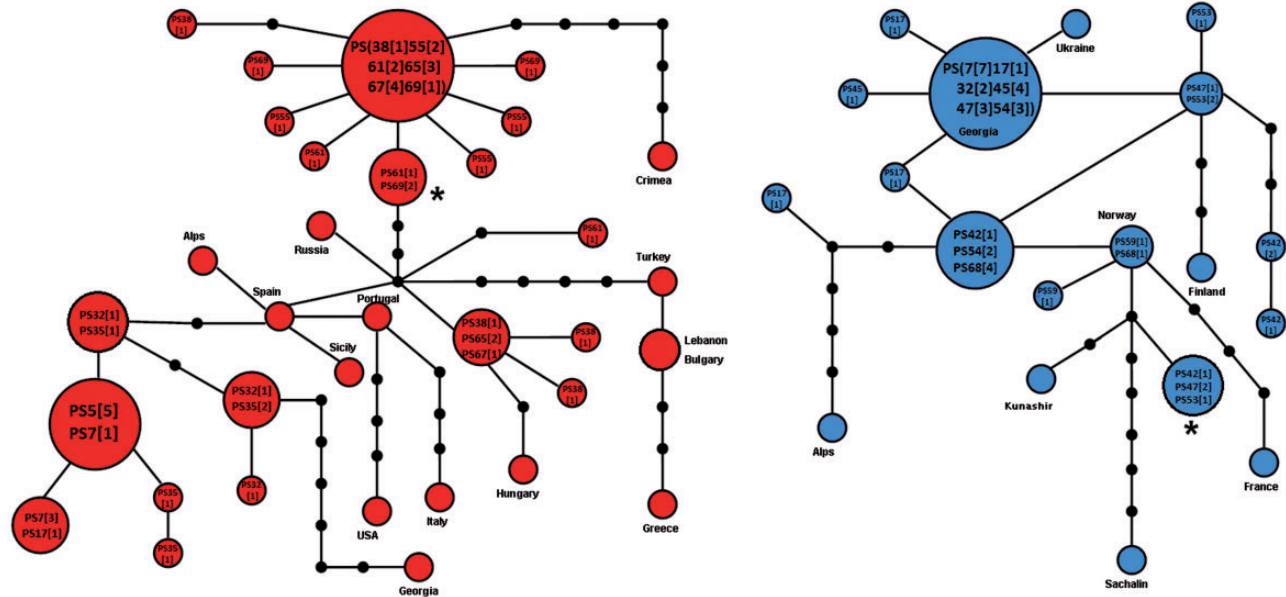 PS38
[1]
PS(38[1]55[2]
61[2]65[3]
67[4]69[1])
PS69
[1]
PS69
[1]
PS55
[1]
PS55
[1]
PS61
[1]
PS55
[1]
PS61[1]
PS69[2]
*
Crimea
Alps
Russia
PS61
[1]
Turkey
Spain
Portugal
PS32[1]
PS35[1]
Sicily
PS38[1]
PS65[2]
PS67[1]
PS38
[1]
Lebanon
Bulgary
PS38
[1]
PS32[1]
PS35[2]
PS5[5]
PS7[1]
PS32
[1]
PS35
[1]
Hungary
PS7[3]
PS17[1]
PS35
[1]
USA
Italy
Greece
Georgia
PS17
[1]
Ukraine
PS53
[1]
PS(7[7]17[1]
32[2]45[4]
47[3]54[3])
Georgia
PS45
[1]
PS47[1]
PS53[2]
PS17
[1]
PS17
[1]
Norway
PS42[1]
PS54[2]
PS68[4]
PS59[1]
PS68[1]
PS42
[2]
Finland
PS59
[1]
PS42
[1]
Kunashir
PS42[1]
PS47[2]
PS53[1]
*
Alps
France
Sachalin